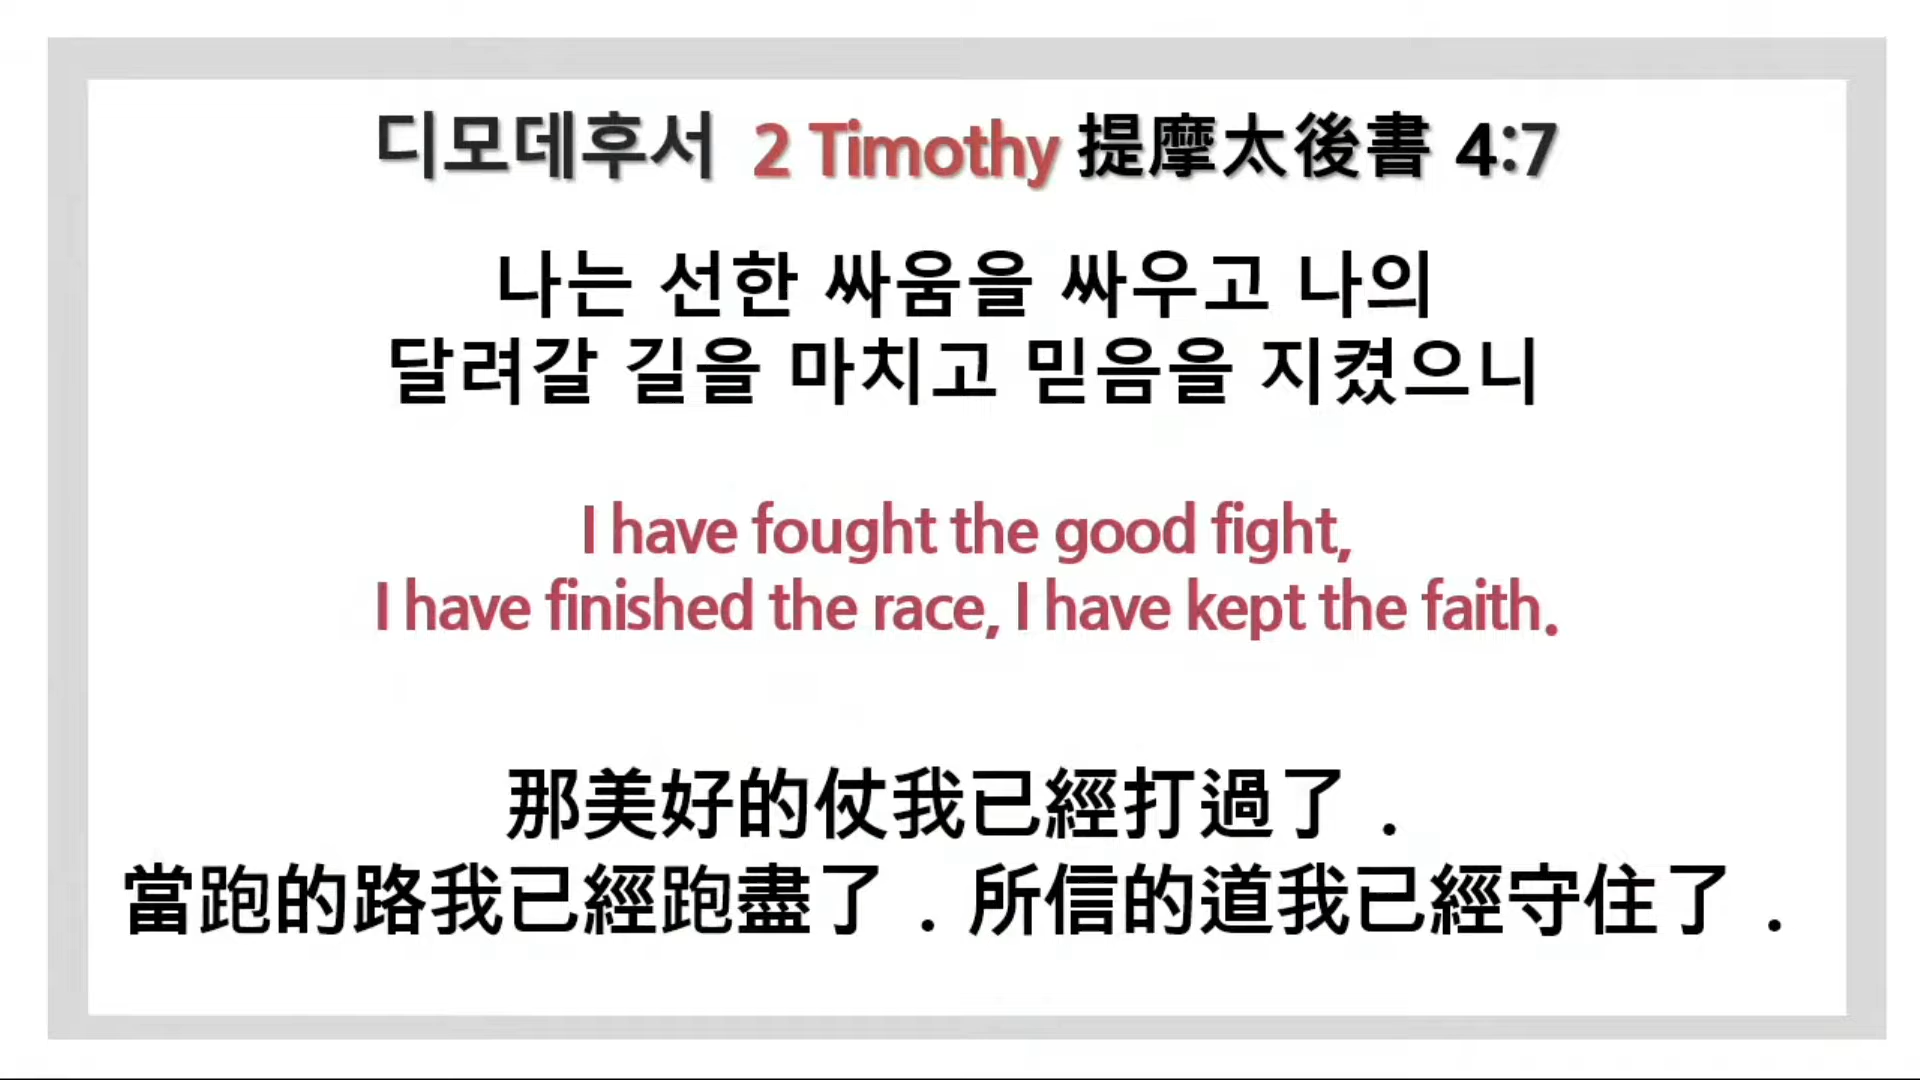 디모데후서 2 Timothy 提摩太後書 4:7
나는 선한 싸움을 싸우고 나의
달려갈 길을 마치고 믿음을 지켰으니
I have fought the good fight,
I have finished the race, I have kept the faith.
那美好的仗我已經打過了．
當跑的路我已經跑盡了．所信的道我已經守住了．